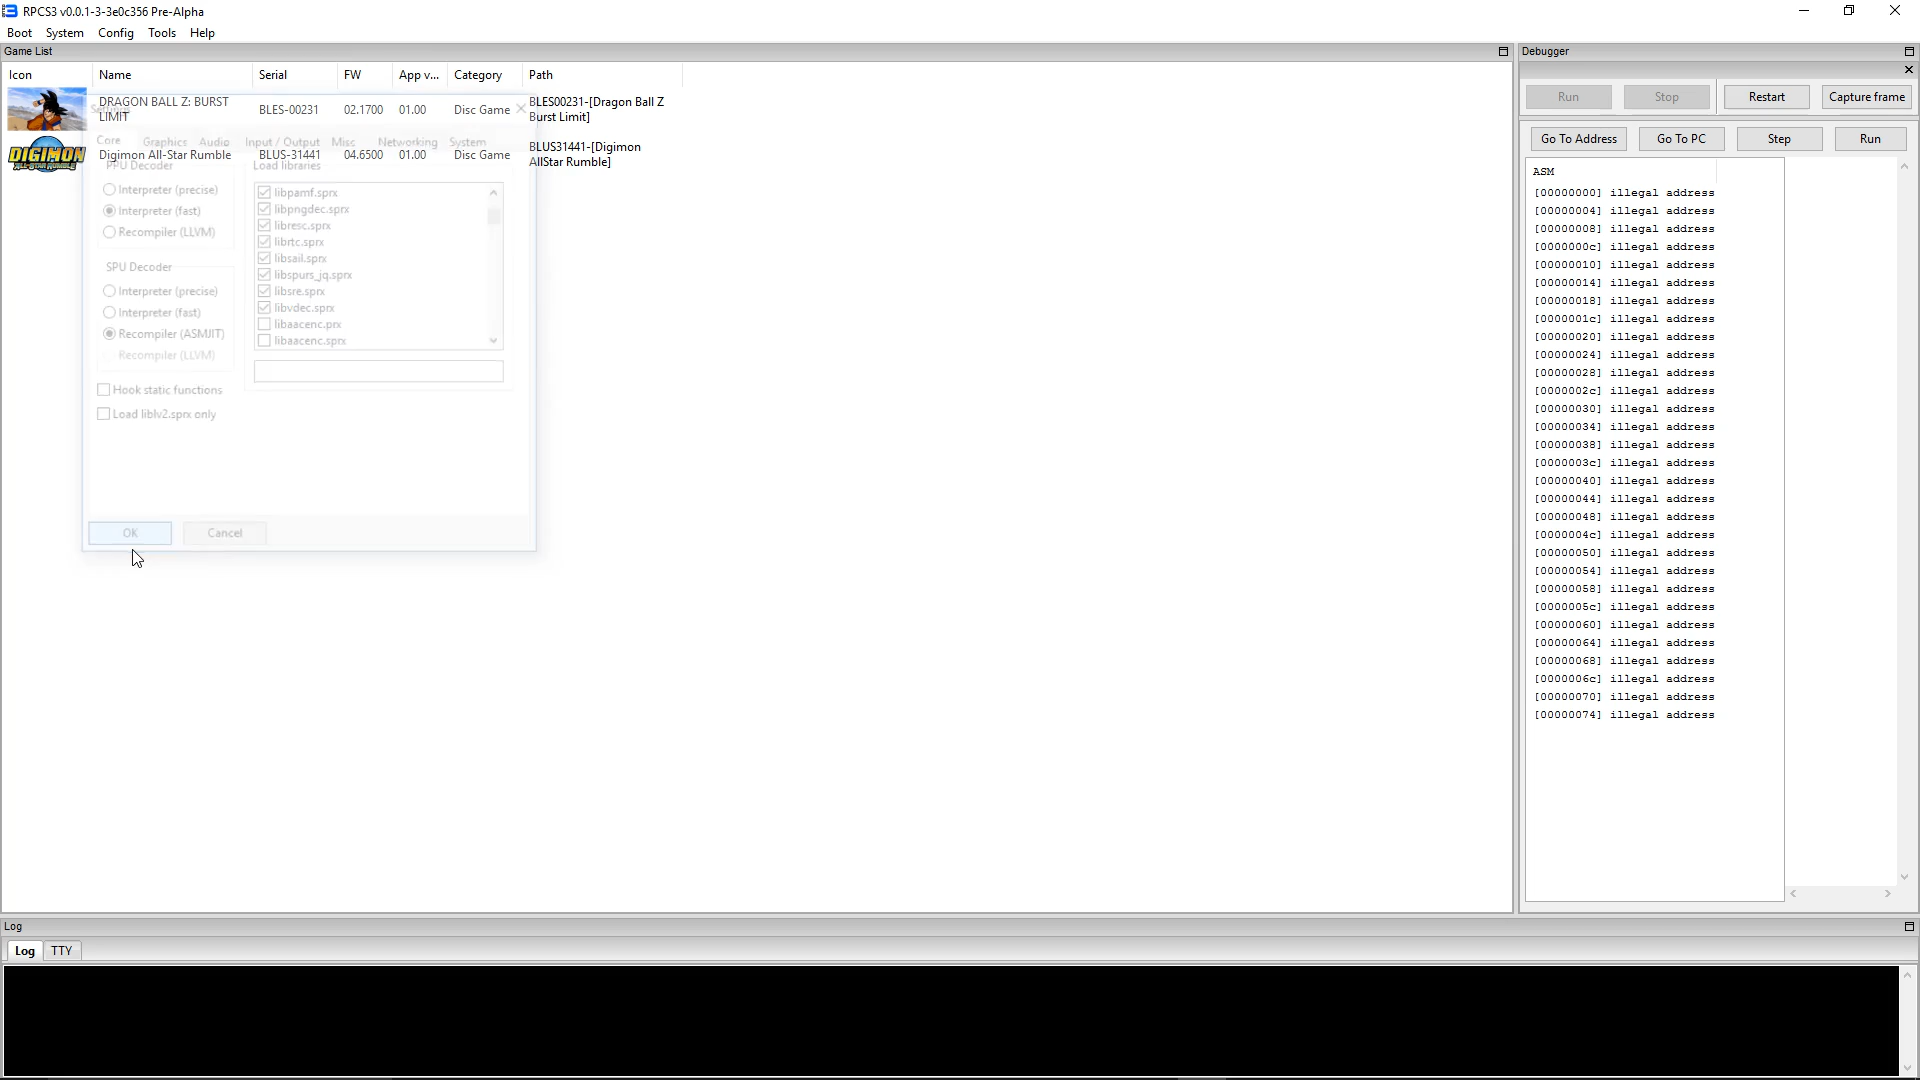 RPCS3 v0.0.1-3-3e0c356 Pre-Alpha
Boot System Config Tools Help
Game List
Icon Name Serial FW App v... Category Path
DRAGON BALL Z: BURST LIMIT BLES-00231 02.1700 01.00 Disc Game BLES00231-[Dragon Ball Z Burst Limit]
DIGIMON ALL-STAR RUMBLE
Digimon All-Star Rumble BLUS-31441 04.6500 01.00 Disc Game BLUS31441-[Digimon AllStar Rumble]
Settings
Core Graphics Audio Input / Output Misc Networking System
PPU Decoder
Interpreter (precise)
Interpreter (fast)
Recompiler (LLVM)
SPU Decoder
Interpreter (precise)
Interpreter (fast)
Recompiler (ASMJIT)
Recompiler (LLVM)
Hook static functions
Load liblv2.sprx only
Load libraries
libpamf.sprx
libpngdec.sprx
libresc.sprx
librtc.sprx
libsail.sprx
libspurs_jq.sprx
libsre.sprx
libvdec.sprx
libaacenc.prx
libaacenc.sprx
OK Cancel
Debugger
Run Stop Restart Capture frame
Go To Address Go To PC Step Run
ASM
[00000000] illegal address
[00000004] illegal address
[00000008] illegal address
[0000000c] illegal address
[00000010] illegal address
[00000014] illegal address
[00000018] illegal address
[0000001c] illegal address
[00000020] illegal address
[00000024] illegal address
[00000028] illegal address
[0000002c] illegal address
[00000030] illegal address
[00000034] illegal address
[00000038] illegal address
[0000003c] illegal address
[00000040] illegal address
[00000044] illegal address
[00000048] illegal address
[0000004c] illegal address
[00000050] illegal address
[00000054] illegal address
[00000058] illegal address
[0000005c] illegal address
[00000060] illegal address
[00000064] illegal address
[00000068] illegal address
[0000006c] illegal address
[00000070] illegal address
[00000074] illegal address
Log
Log TTY